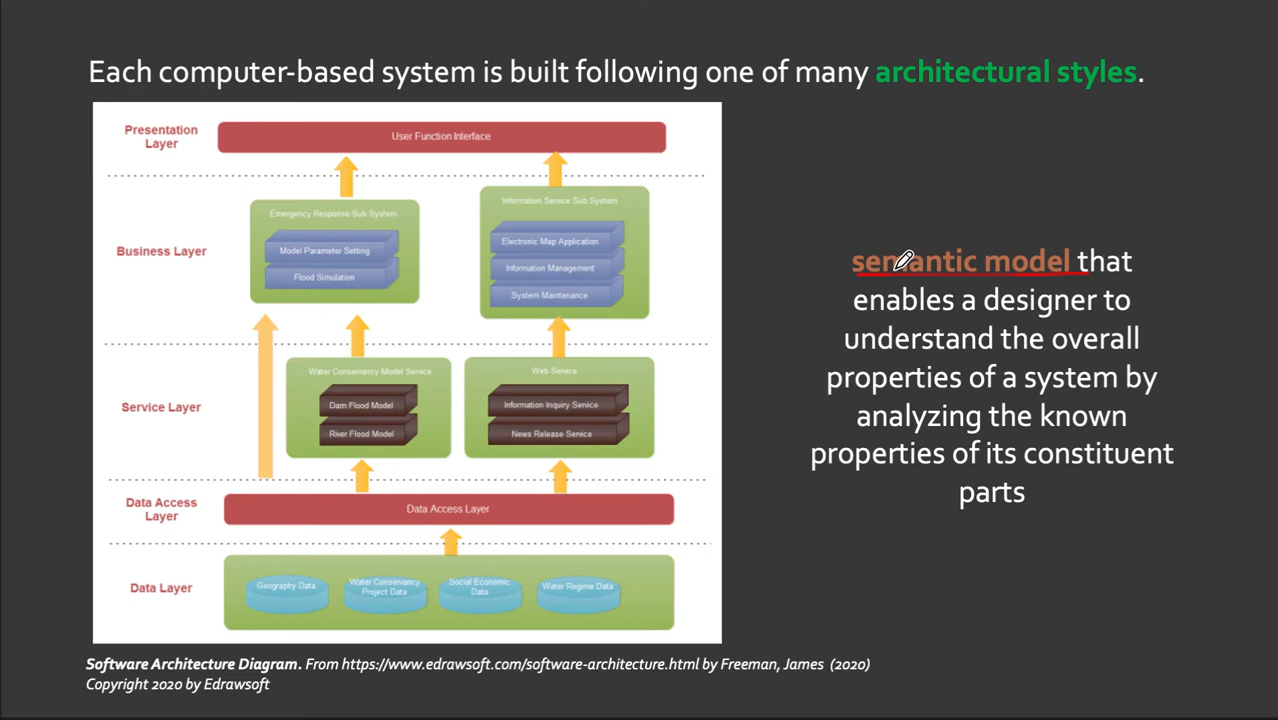 Each computer-based system is built following one of many architectural styles.
Presentation
Layer
User Function Interface
Business Layer
Emergency Response Sub System
Model Parameter Setting
Flood Simulation
Information Service Sub System
Electronic Map Application
Information Management
System Maintenance
Service Layer
Water Conservancy Model Service
Dam Flood Model
River Flood Model
Web Service
Information Inquiry Service
News Release Service
Data Access
Layer
Data Access Layer
Data Layer
Geography Data
Water Conservancy
Project Data
Social Economic
Data
Water Regime Data
semantic model that
enables a designer to
understand the overall
properties of a system by
analyzing the known
properties of its constituent
parts
Software Architecture Diagram. From https://www.edrawsoft.com/software-architecture.html by Freeman, James (2020)
Copyright 2020 by Edrawsoft